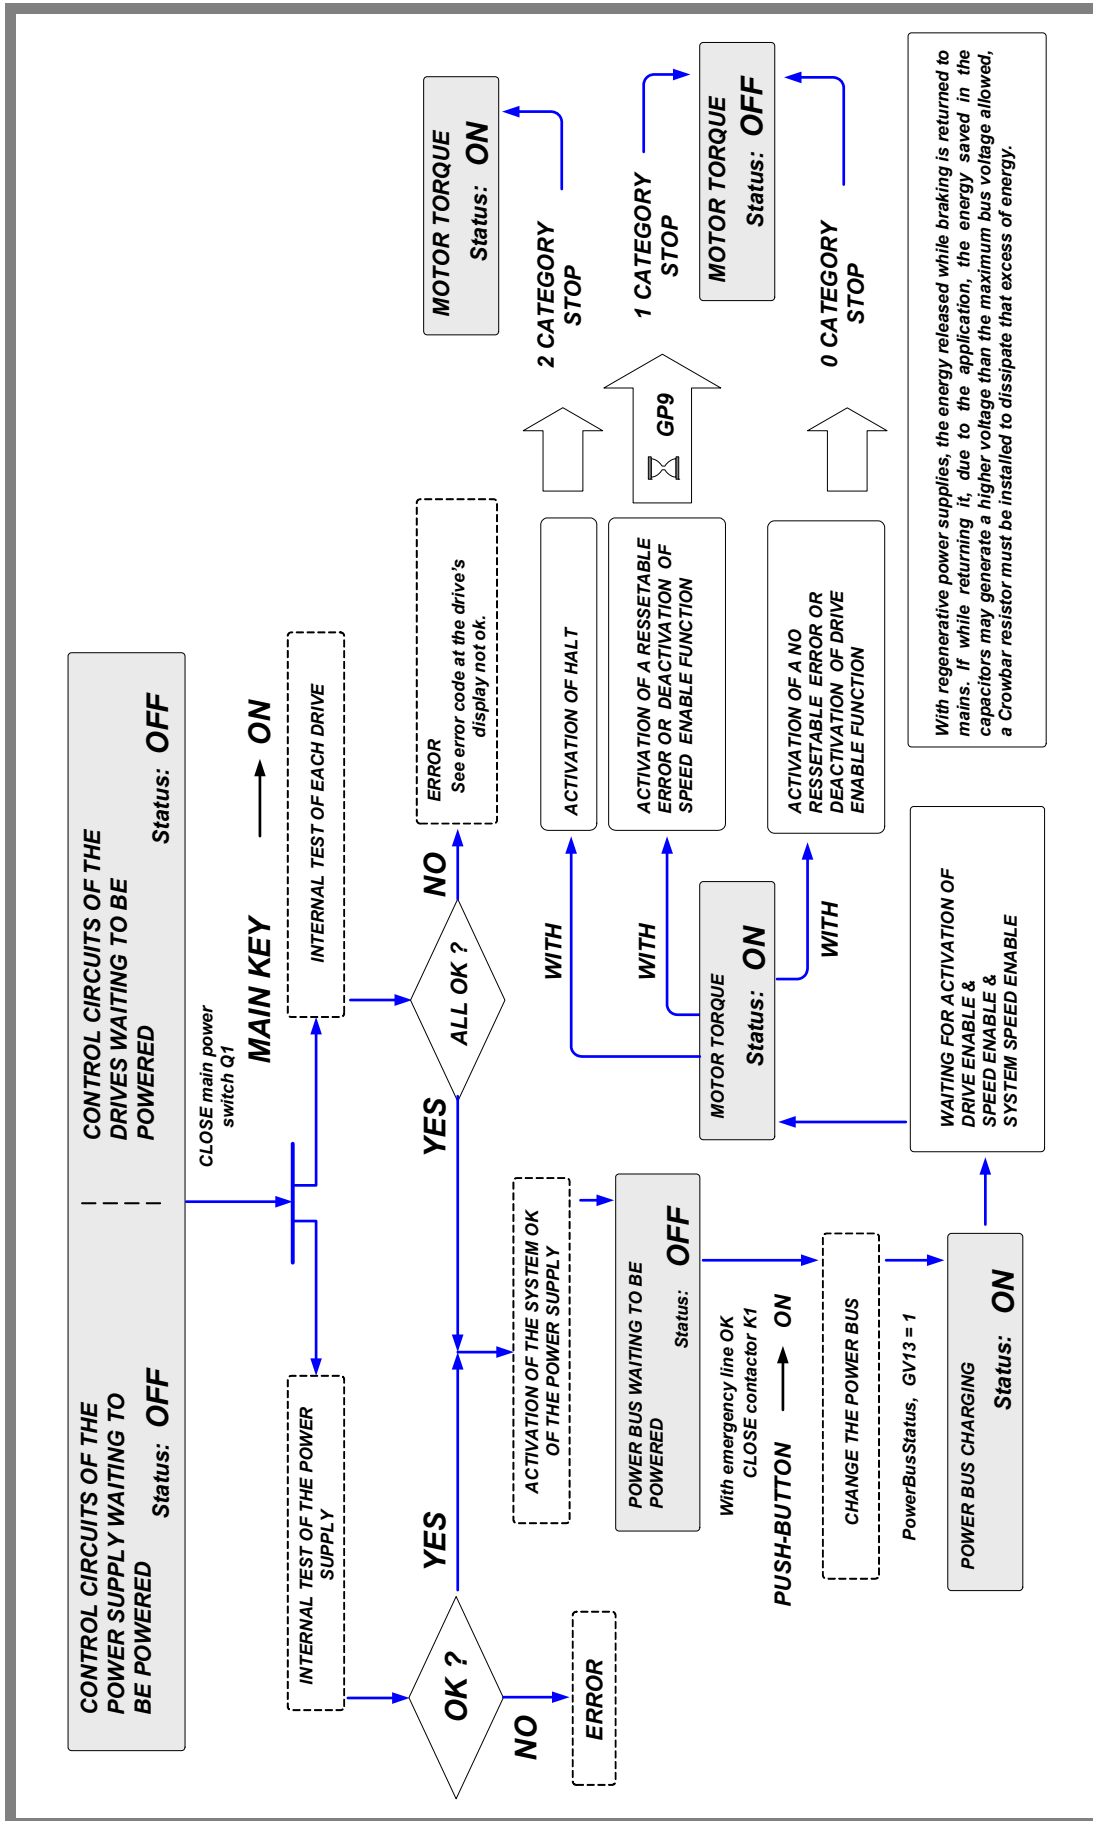 CONTROL CIRCUITS OF THE
POWER SUPPLY WAITING TO
BE POWERED
Status: OFF
CONTROL CIRCUITS OF THE
DRIVES WAITING TO BE
POWERED
Status: OFF
CLOSE main power
switch Q1
MAIN KEY
ON
INTERNAL TEST OF THE POWER
SUPPLY
INTERNAL TEST OF EACH DRIVE
OK ?
YES
NO
ERROR
ALL OK ?
YES
NO
ERROR
See error code at the drive's
display not ok.
ACTIVATION OF THE SYSTEM OK
OF THE POWER SUPPLY
POWER BUS WAITING TO BE
POWERED
Status: OFF
With emergency line OK
CLOSE contactor K1
PUSH-BUTTON
ON
CHANGE THE POWER BUS
PowerBusStatus, GV13 = 1
POWER BUS CHARGING
Status: ON
WAITING FOR ACTIVATION OF
DRIVE ENABLE &
SPEED ENABLE &
SYSTEM SPEED ENABLE
MOTOR TORQUE
Status: ON
WITH
WITH
WITH
ACTIVATION OF HALT
ACTIVATION OF A RESSETABLE
ERROR OR DEACTIVATION OF
SPEED ENABLE FUNCTION
ACTIVATION OF A NO
RESSETABLE ERROR OR
DEACTIVATION OF DRIVE
ENABLE FUNCTION
GP9
2 CATEGORY
STOP
1 CATEGORY
STOP
0 CATEGORY
STOP
MOTOR TORQUE
Status: ON
MOTOR TORQUE
Status: OFF
With regenerative power supplies, the energy released while braking is returned to
mains. If while returning it, due to the application, the energy saved in the
capacitors may generate a higher voltage than the maximum bus voltage allowed,
a Crowbar resistor must be installed to dissipate that excess of energy.